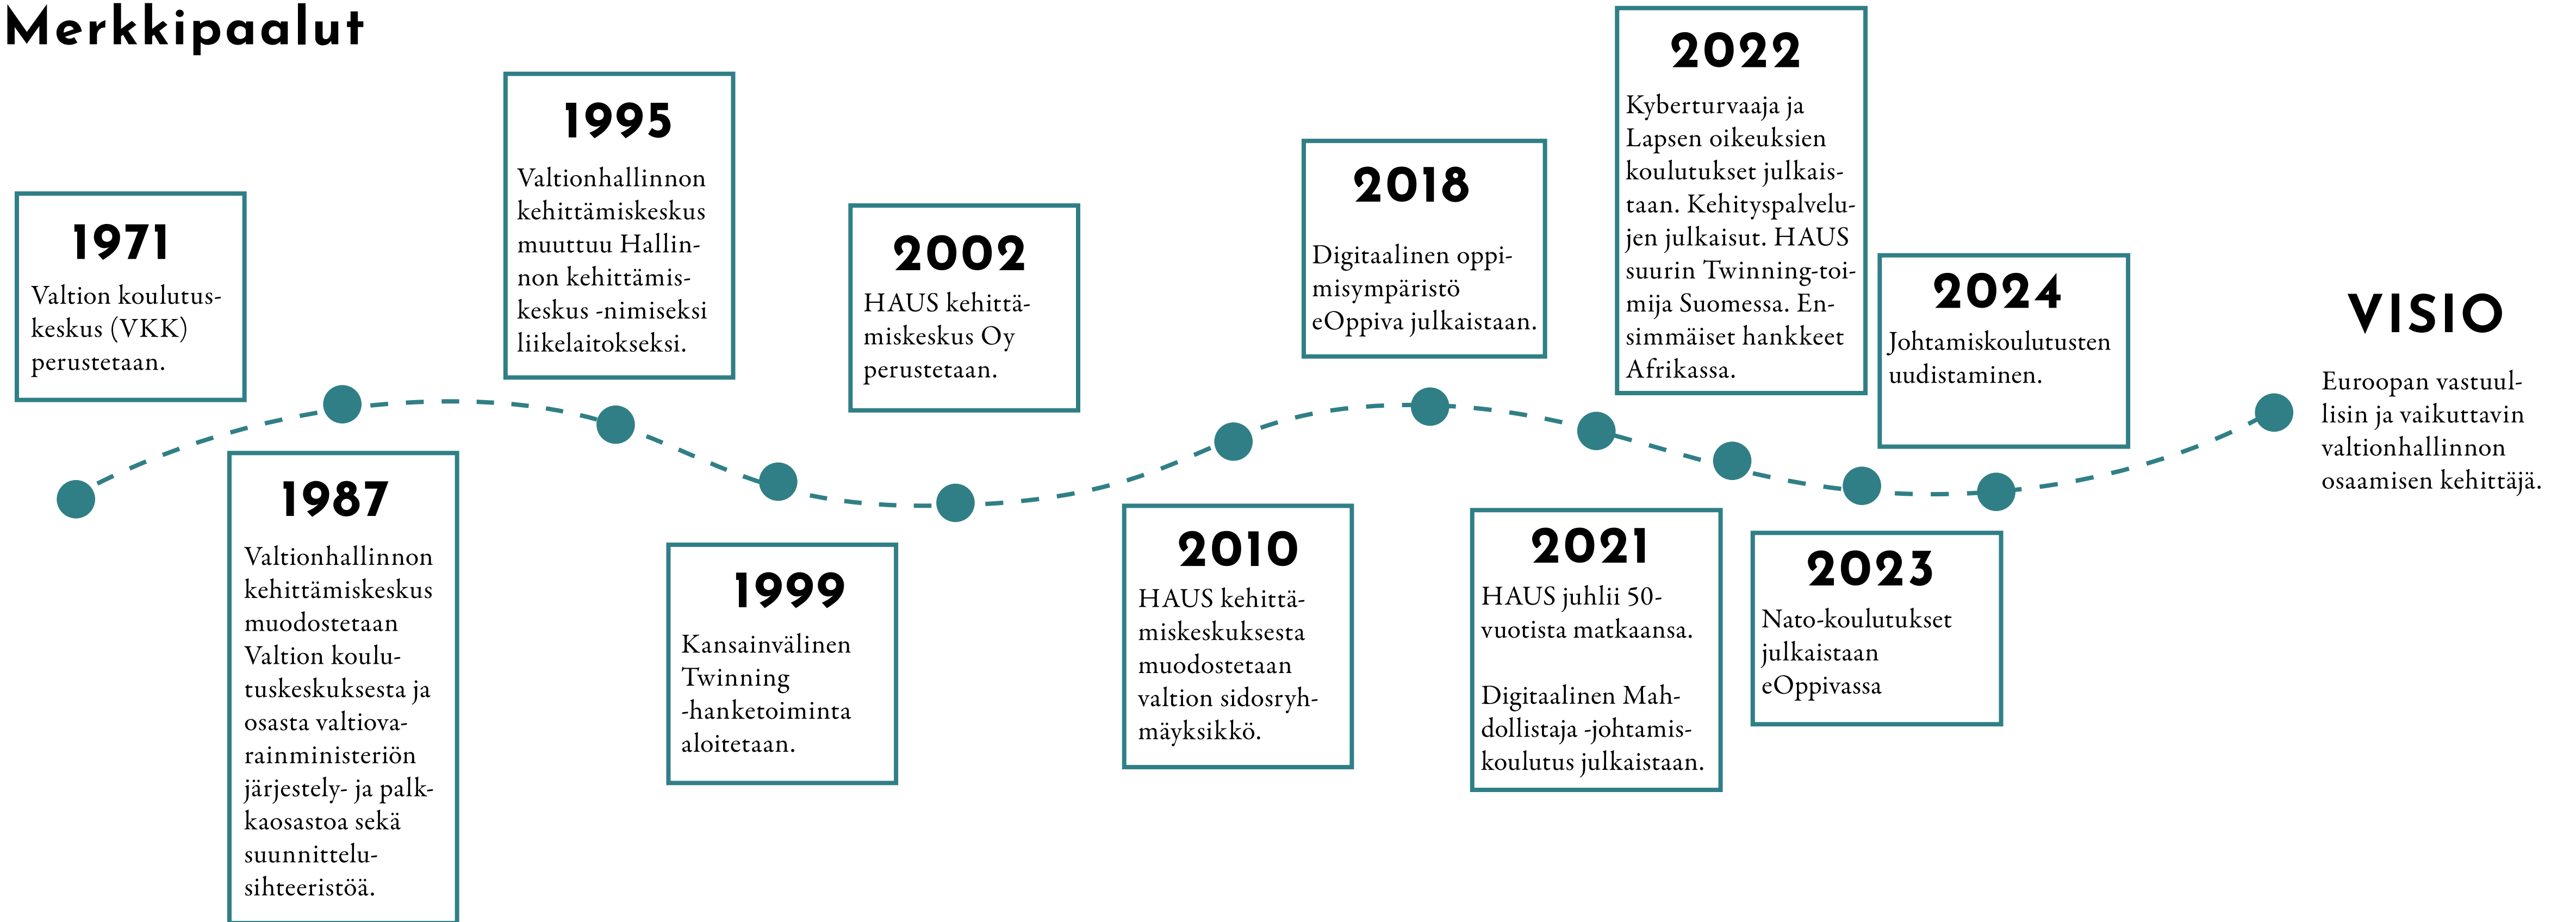 Merkkipaalut
1971
Valtion koulutus-
keskus (VKK)
perustetaan.
1987
Valtionhallinnon
kehittämiskeskus
muodostetaan
Valtion koulu-
tuskeskuksesta ja
osasta valtiova-
rainministeriön
järjestely- ja palk-
kaosastoa sekä
suunnittelu-
sihteeristöä.
1995
Valtionhallinnon
kehittämiskeskus
muuttuu Hallin-
non kehittämis-
keskus -nimiseksi
liikelaitokseksi.
1999
Kansainvälinen
Twinning
-hanketoiminta
aloitetaan.
2002
HAUS kehittä-
miskeskus Oy
perustetaan.
2010
HAUS kehittä-
miskeskuksesta
muodostetaan
valtion sidosryh-
mäyksikkö.
2018
Digitaalinen oppi-
misympäristö
eOppiva julkaistaan.
2021
HAUS juhlii 50-
vuotista matkaansa.
Digitaalinen Mah-
dollistaja -johtamis-
koulutus julkaistaan.
2022
Kyberturvaaja ja
Lapsen oikeuksien
koulutukset julkais-
taan. Kehityspalvelu-
jen julkaisut. HAUS
suurin Twinning-toi-
mija Suomessa. En-
simmäiset hankkeet
Afrikassa.
2023
Nato-koulutukset
julkaistaan
eOppivassa
2024
Johtamiskoulutusten
uudistaminen.
VISIO
Euroopan vastuul-
lisin ja vaikuttavin
valtionhallinnon
osaamisen kehittäjä.